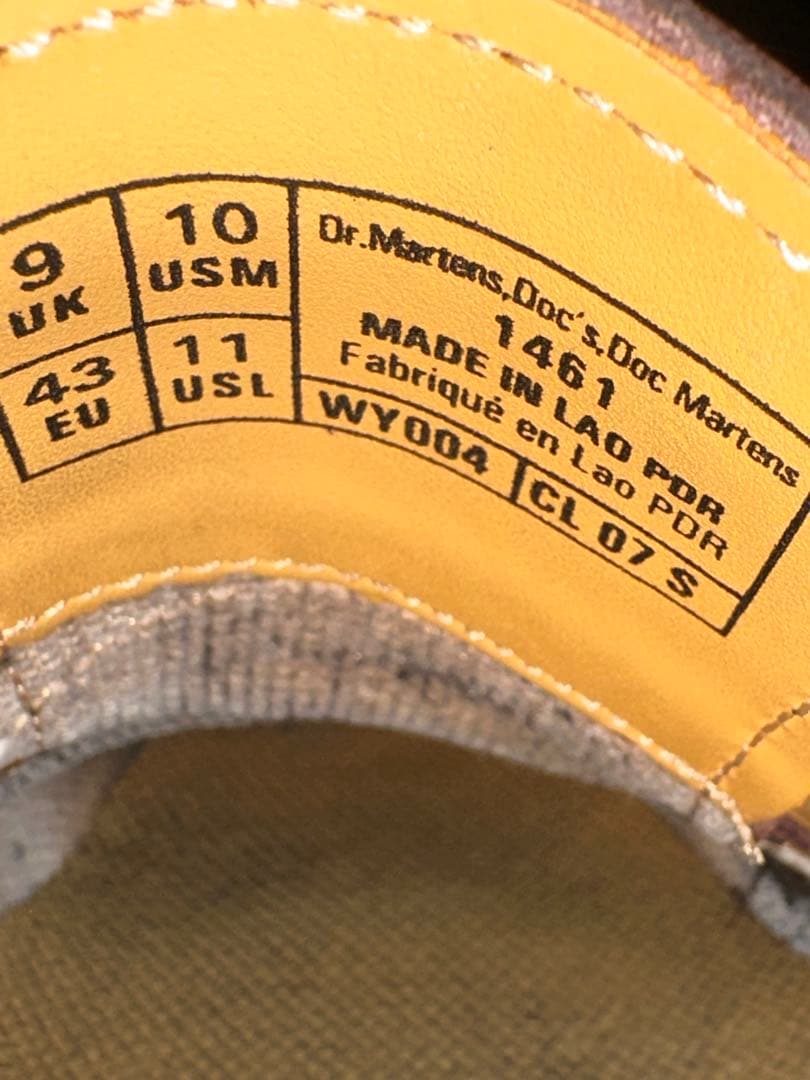 9
UK
10
USM
43
EU
11
USL
Dr.Martens,Doc's,Doc Martens
1461
MADE IN LAO PDR
Fabriqué en Lao PDR
WY004
CL 07 S